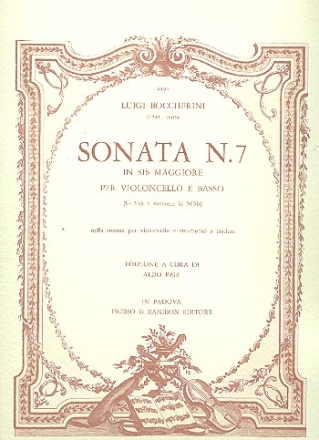 LUIGI BOCCHERINI
SONATA N.7
IN SIb MAGGIORE
PER VIOLONCELLO E BASSO
EDIZIONE A CURA DI
ALDO PAIS
IN PADOVA
PRESSO G ZANIBON EDITORE